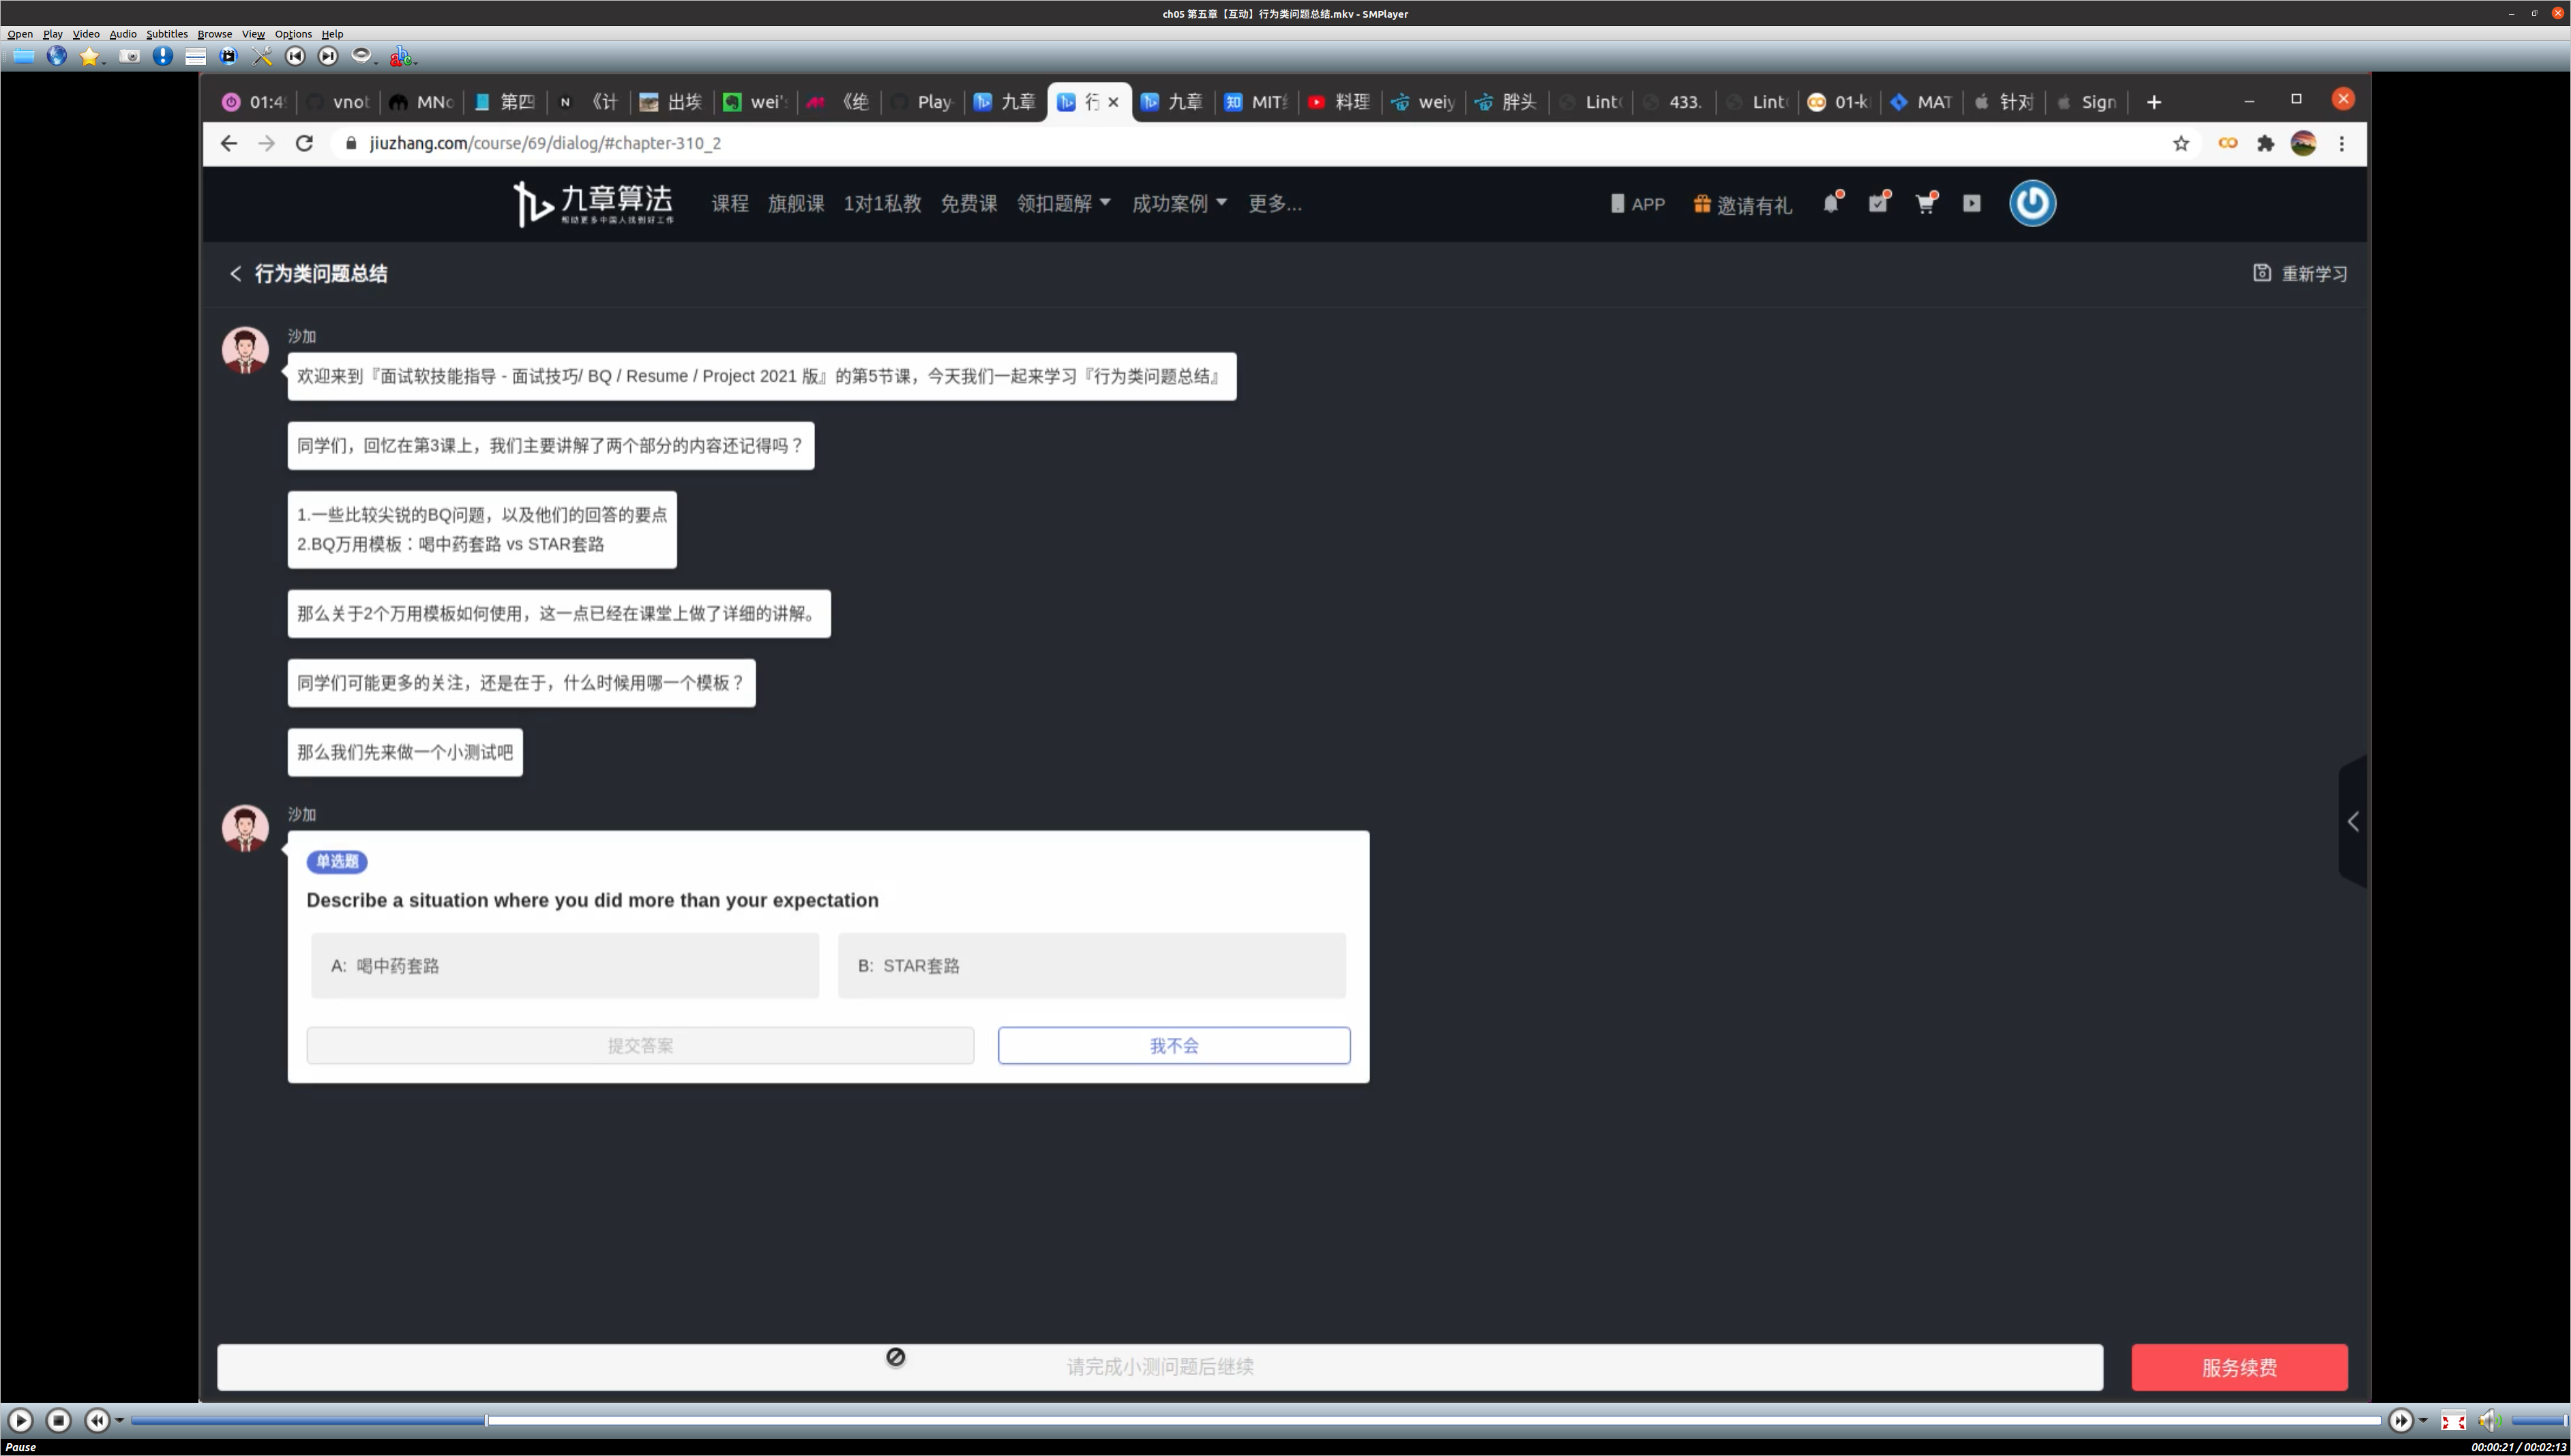 ch05 第五章【互动】行为类问题总结.mkv - SMPlayer
Open Play Video Audio Subtitles Browse View Options Help
01:4 vnot MNo 第四 《计 出埃 wei's 《绝 Play- 九章 行 九章 MIT 料理 weiy 胖头 Lint 433. Lint 01-k MAT 针对 Sign
jiuzhang.com/course/69/dialog/#chapter-310_2
九章算法
帮助更多中国人找到好工作
课程 旗舰课 1对1私教 免费课 领扣题解 成功案例 更多... APP 邀请有礼
行为类问题总结 重新学习
沙加
欢迎来到『面试软技能指导 - 面试技巧/ BQ / Resume / Project 2021 版』的第5节课，今天我们一起来学习『行为类问题总结』
同学们，回忆在第3课上，我们主要讲解了两个部分的内容还记得吗？
1.一些比较尖锐的BQ问题，以及他们的回答的要点
2.BQ万用模板：喝中药套路 vs STAR套路
那么关于2个万用模板如何使用，这一点已经在课堂上做了详细的讲解。
同学们可能更多的关注，还是在于，什么时候用哪一个模板？
那么我们先来做一个小测试吧
沙加
单选题
Describe a situation where you did more than your expectation
A: 喝中药套路 B: STAR套路
提交答案 我不会
请完成小测问题后继续 服务续费
Pause 00:00:21 / 00:02:13